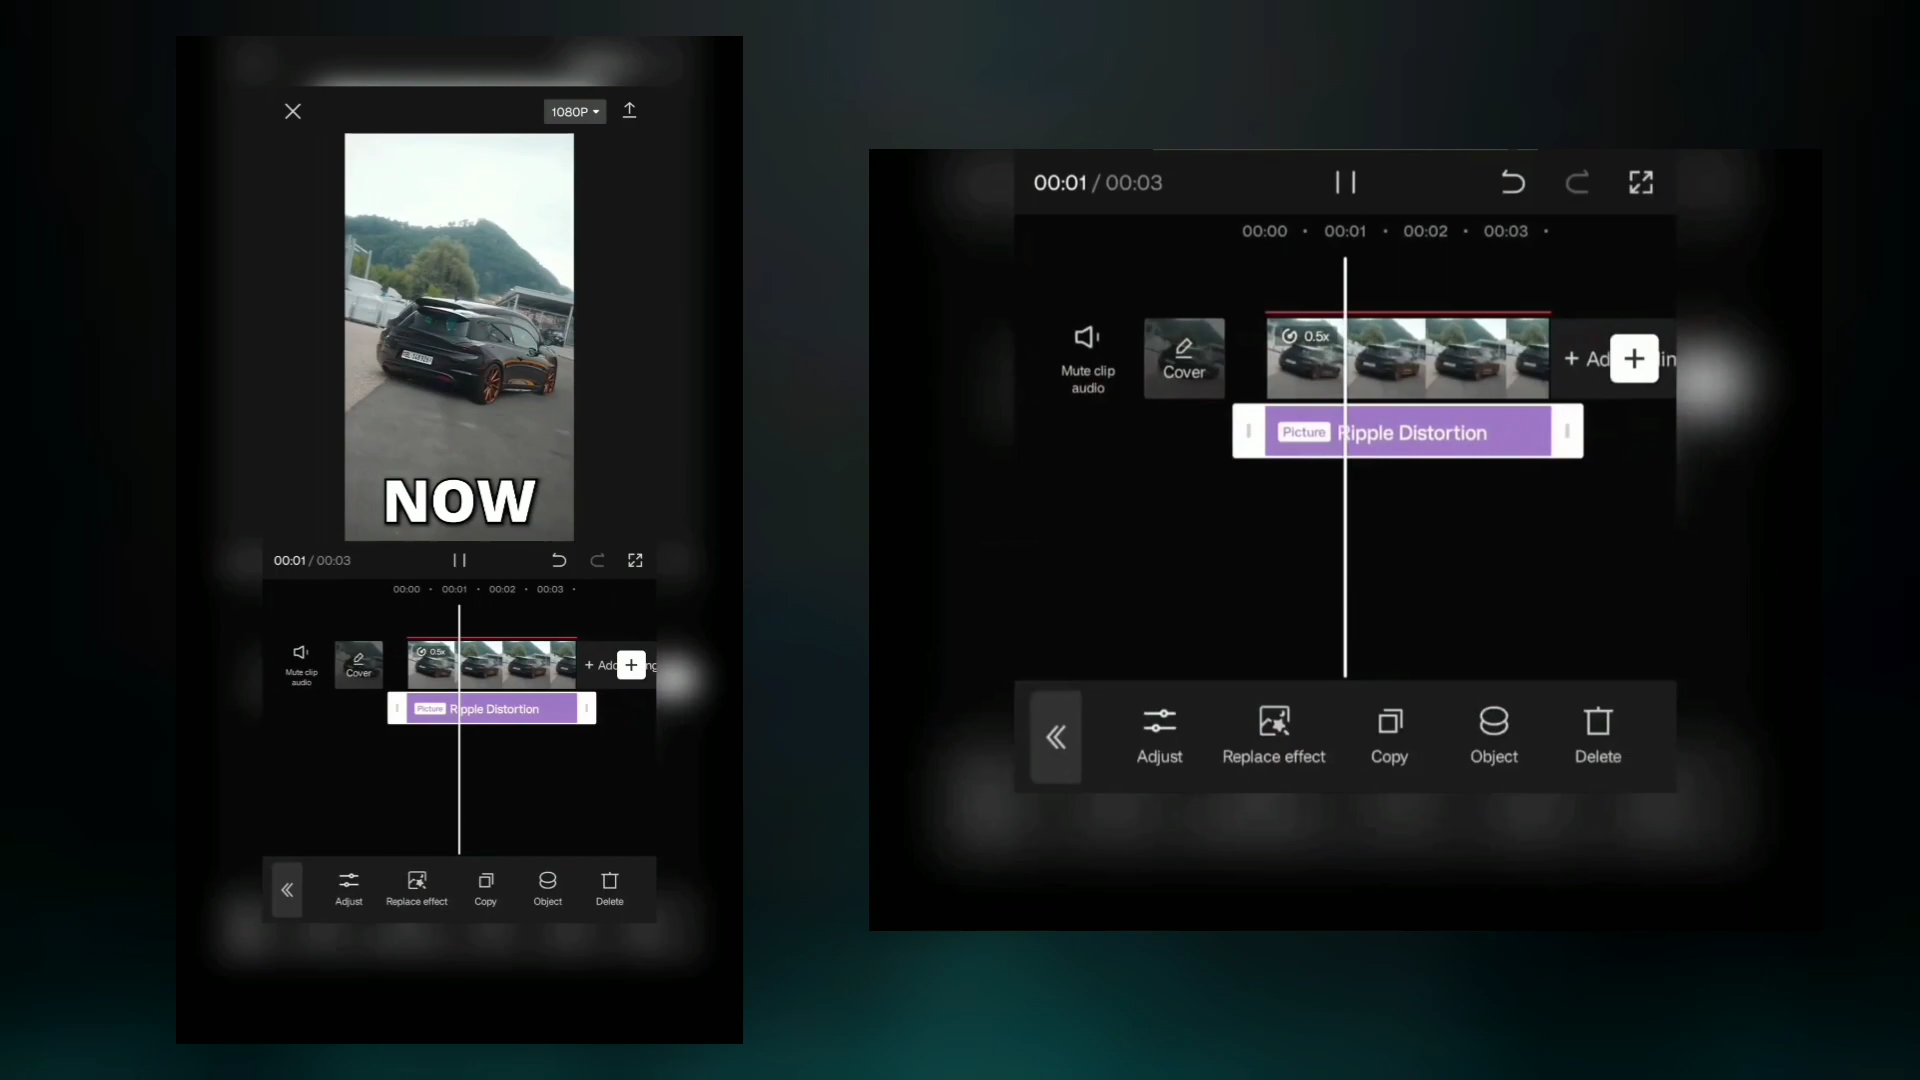 1080P
NOW
00:01 / 00:03
00:00 • 00:01 • 00:02 • 00:03 •
0.5x
Mute clip
audio
Cover
+ Ad
+
Picture Ripple Distortion
Adjust Replace effect Copy Object Delete
00:01 / 00:03
00:00 • 00:01 • 00:02 • 00:03 •
0.5x
Mute clip
audio
Cover
+ Ad
+
Picture Ripple Distortion
Adjust Replace effect Copy Object Delete